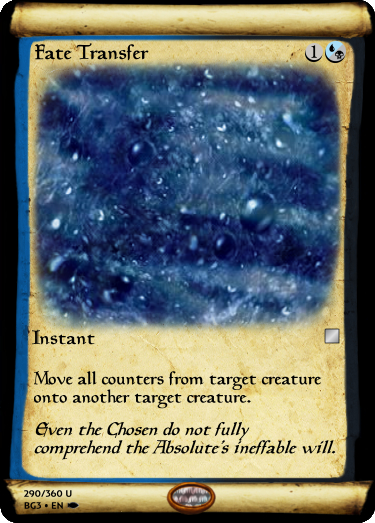 Fate Transfer 1
Instant
Move all counters from target creature
onto another target creature.
Even the Chosen do not fully
comprehend the Absolute's ineffable will.
290/360 U
BG3 • EN